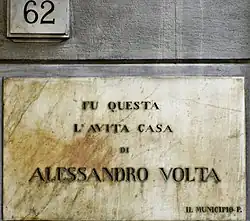 62
FU QUESTA
L'AVITA CASA
DI
ALESSANDRO VOLTA
IL MUNICIPIO·P.